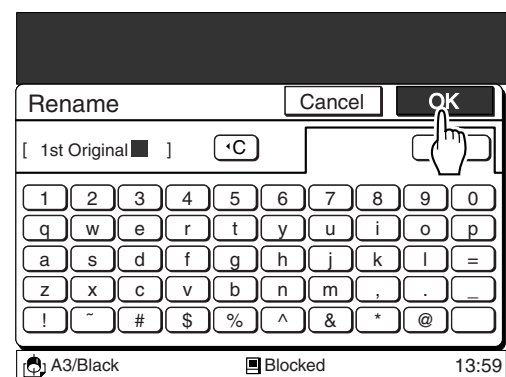 Rename Cancel OK
[ 1st Original ] C
1 2 3 4 5 6 7 8 9 0
q w e r t y u i o p
a s d f g h j k l =
z x c v b n m , . _
! ~ # $ % ^ & * @
A3/Black Blocked 13:59